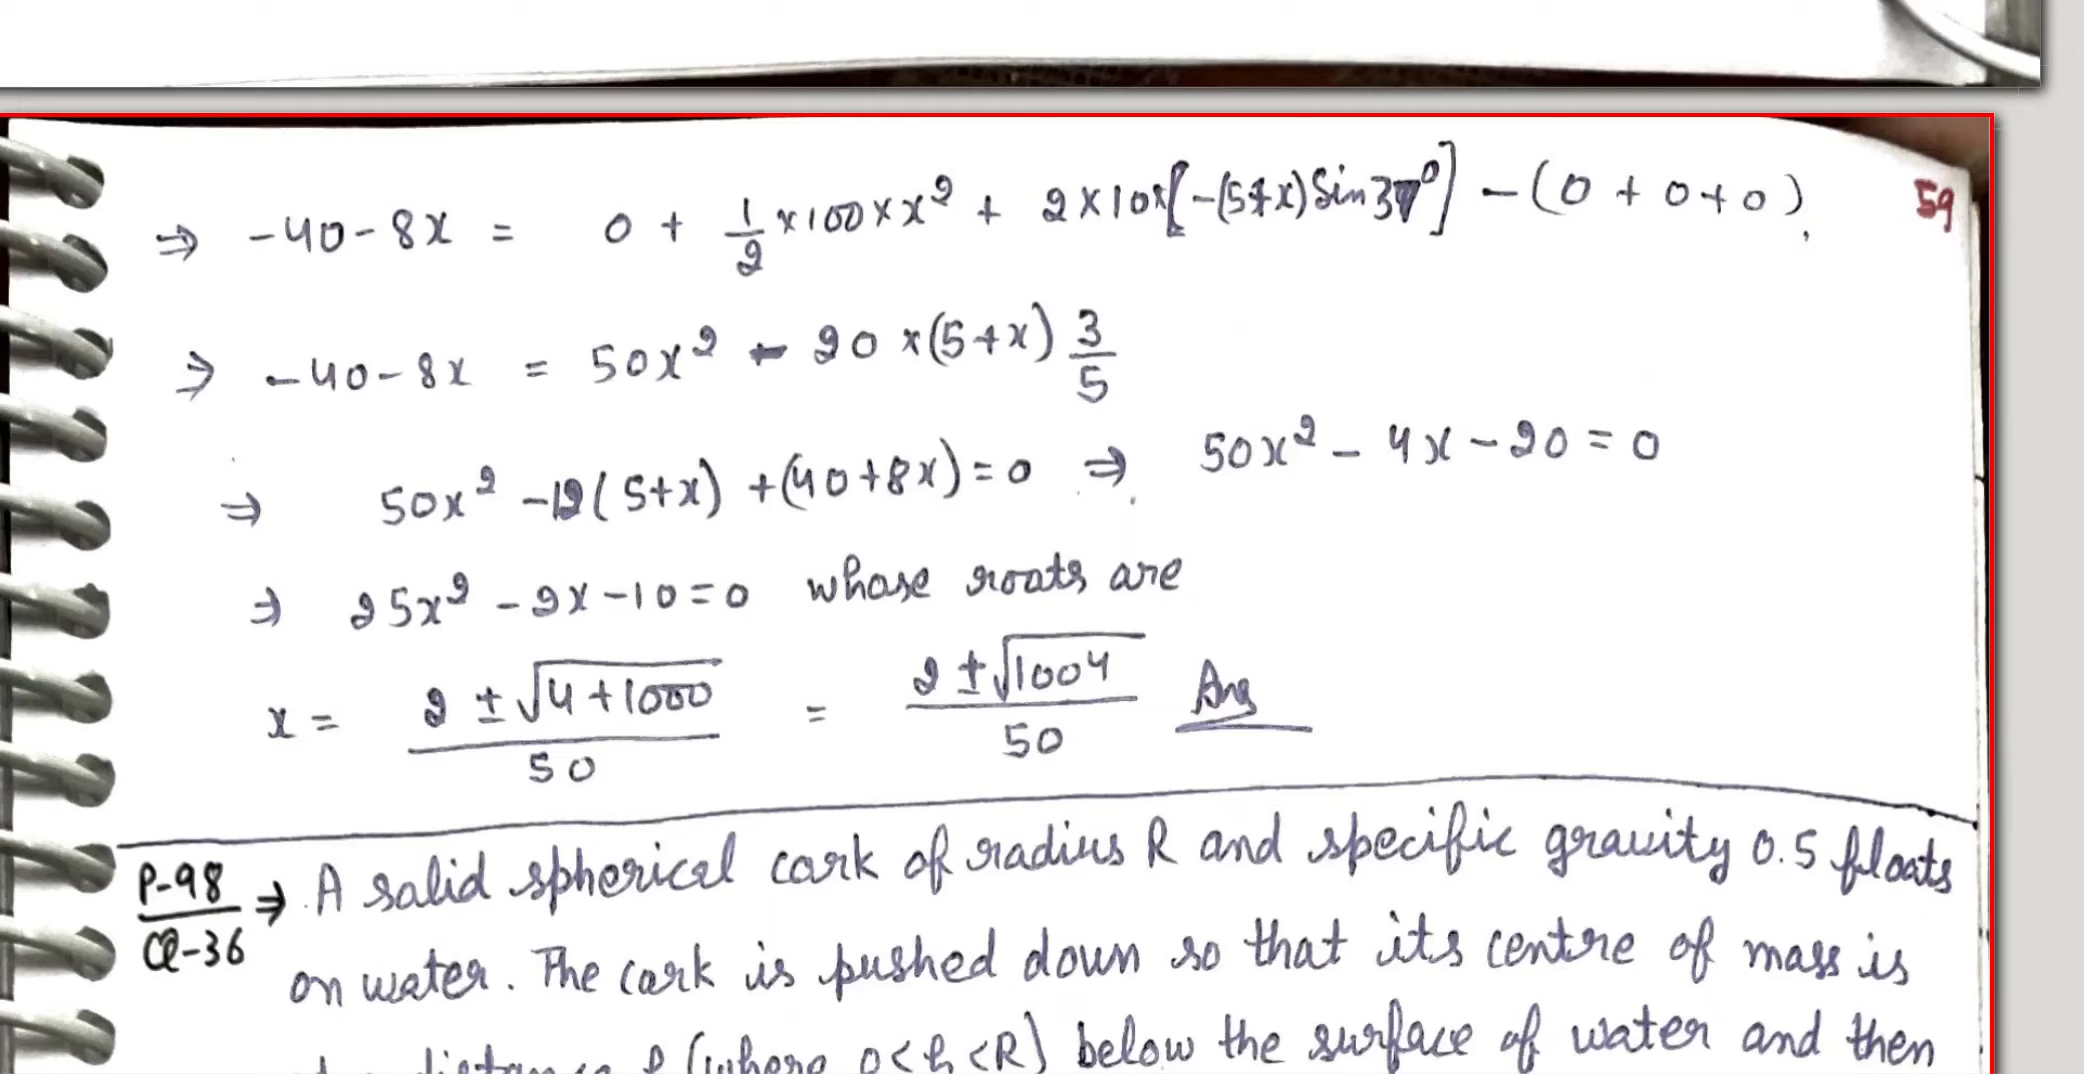 ⇒ -40-8x = 0 + 1/2 ×100×x² + 2×10×[-(5+x)Sin37°] - (0+0+0), 59
⇒ -40-8x = 50x² - 20×(5+x) 3/5
⇒ 50x² -12(5+x) +(40+8x)=0 ⇒ 50x² - 4x - 20 = 0
⇒ 25x² - 2x - 10 = 0 whose roots are
x = (2 ± √(4+1000))/50 = (2 ± √1004)/50 Ans
P-98/CQ-36 ⇒ A solid spherical cork of radius R and specific gravity 0.5 floats
on water. The cork is pushed down so that its centre of mass is
distance h (where 0<h<R) below the surface of water and then